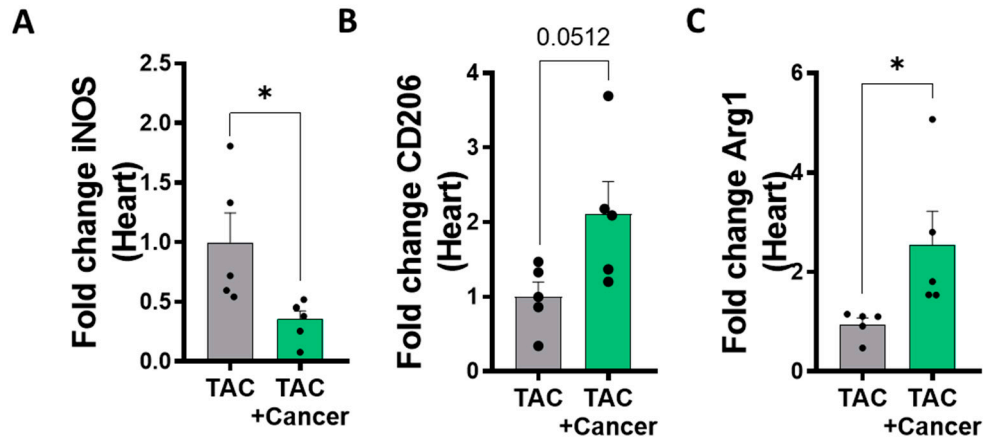 A
Fold change iNOS
(Heart)
2.5
2.0
1.5
1.0
0.5
0.0
*
TAC
TAC
+Cancer
B
Fold change CD206
(Heart)
4
3
2
1
0
0.0512
TAC
TAC
+Cancer
C
Fold change Arg1
(Heart)
6
4
2
0
*
TAC
TAC
+Cancer